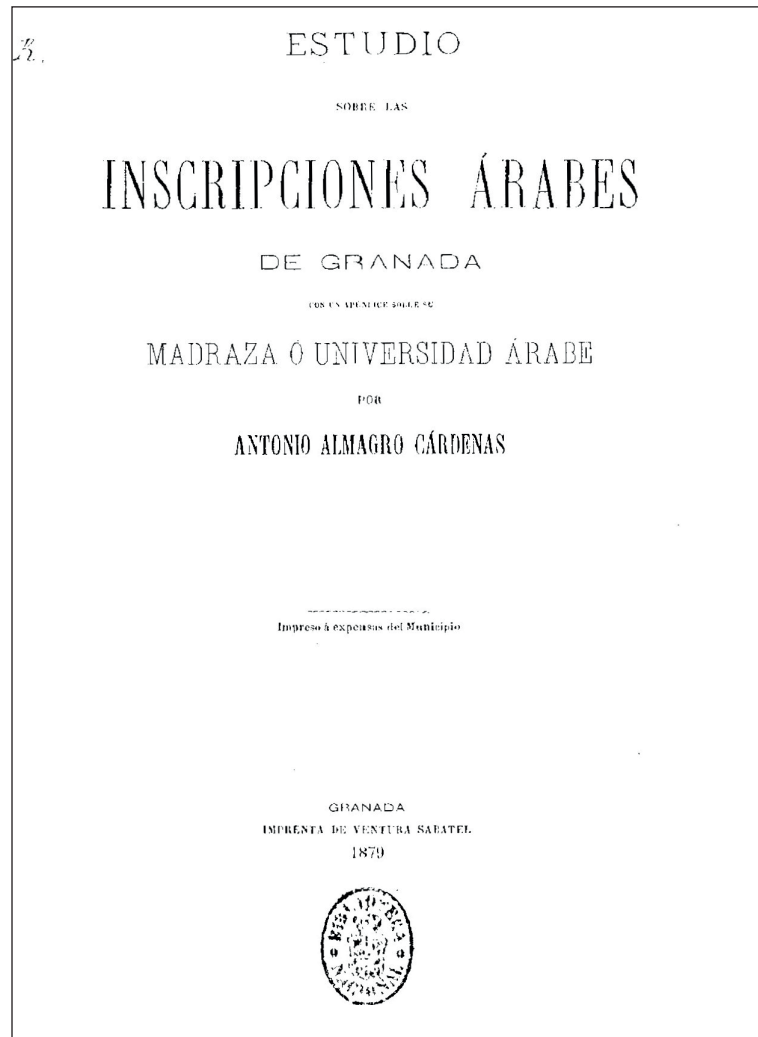 ESTUDIO
SOBRE LAS
INSCRIPCIONES ÁRABES
DE GRANADA
CON UN APÉNDICE SOBRE SU
MADRAZA Ó UNIVERSIDAD ÁRABE
POR
ANTONIO ALMAGRO CÁRDENAS
Impreso á expensas del Municipio
GRANADA
IMPRENTA DE VENTURA SABATEL
1879
BIBLIOTECA